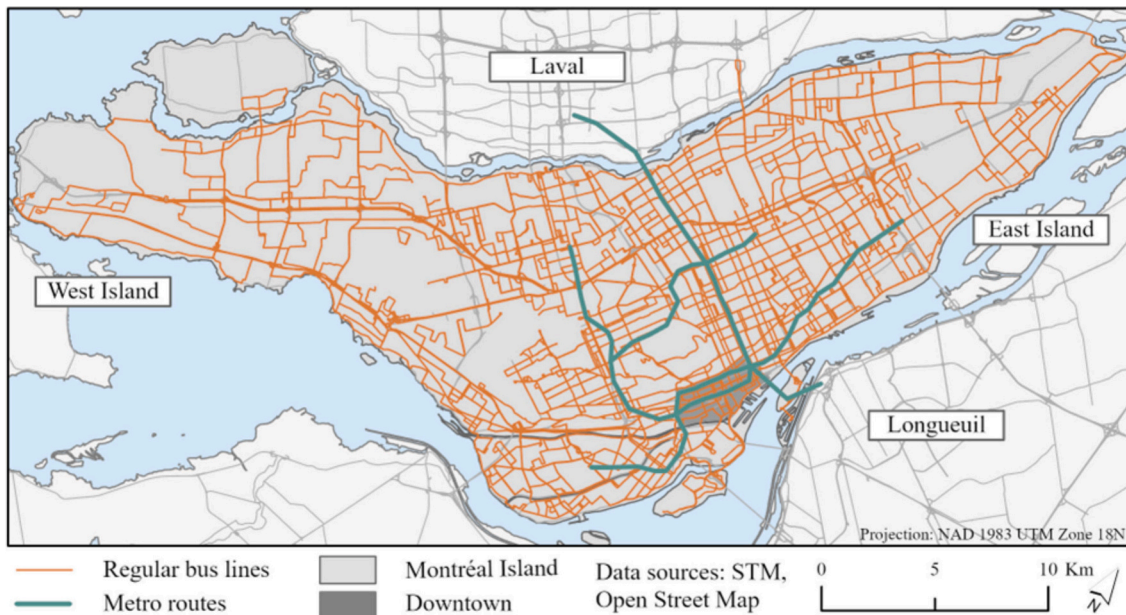 Laval
East Island
West Island
Longueuil
Projection: NAD 1983 UTM Zone 18N
Regular bus lines
Metro routes
Montréal Island
Downtown
Data sources: STM,
Open Street Map
0 5 10 Km
N